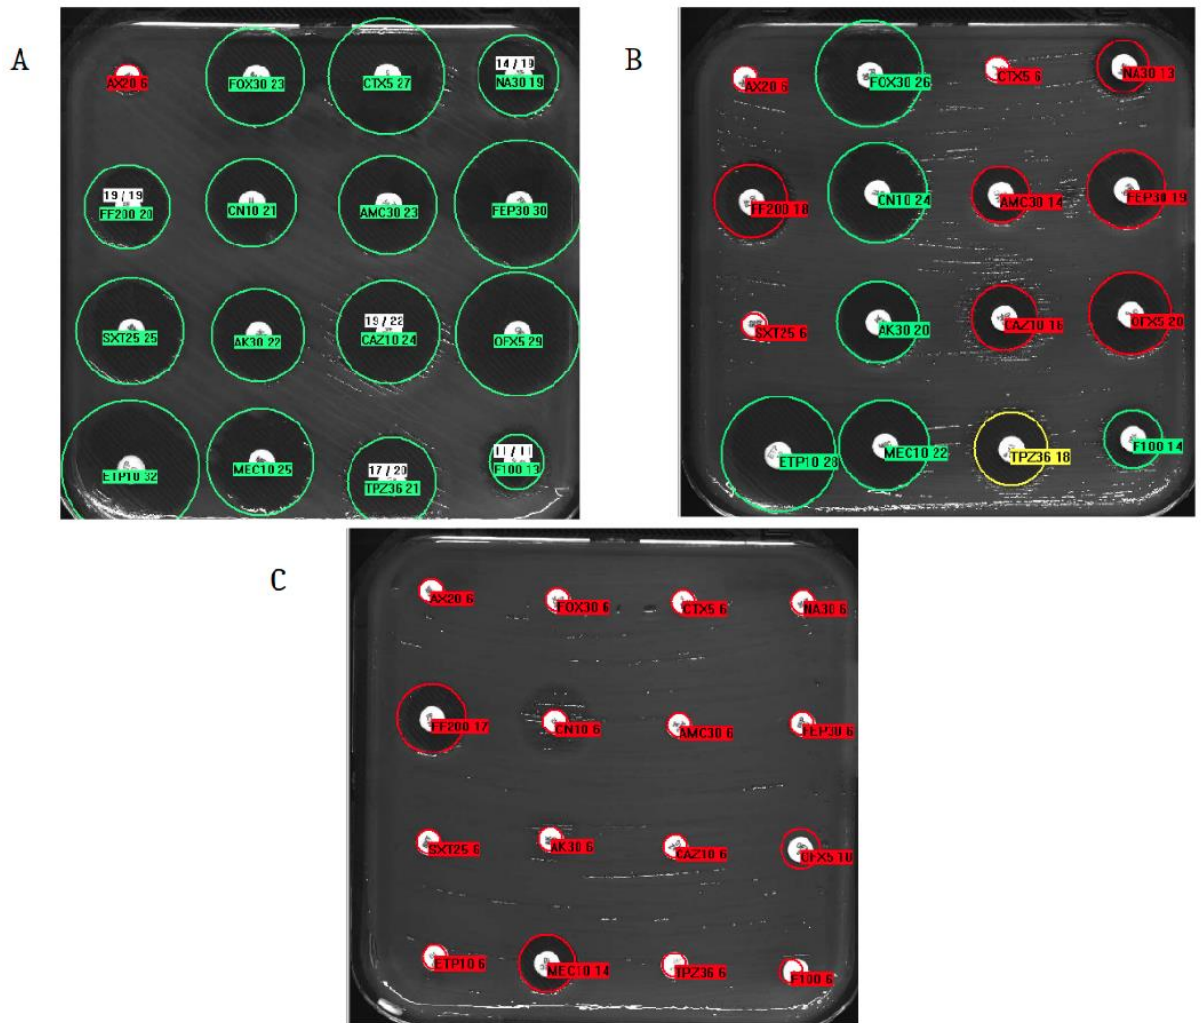 A
AX20 6
FOX30 23
CTX5 27
14 / 19
NA30 19
19 / 19
FF200 20
CN10 21
AMC30 23
FEP30 30
SXT25 25
AK30 22
19 / 22
CAZ10 24
OFX5 29
ETP10 32
MEC10 25
17 / 20
TPZ36 21
11 / 11
F100 13
B
AX20 6
FOX30 26
CTX5 6
NA30 13
FF200 18
CN10 24
AMC30 14
FEP30 19
SXT25 6
AK30 20
CAZ10 16
OFX5 20
ETP10 28
MEC10 22
TPZ36 18
F100 14
C
AX20 6
FOX30 6
CTX5 6
NA30 6
FF200 17
CN10 6
AMC30 6
FEP30 6
SXT25 6
AK30 6
CAZ10 6
OFX5 10
ETP10 6
MEC10 14
TPZ36 6
F100 6